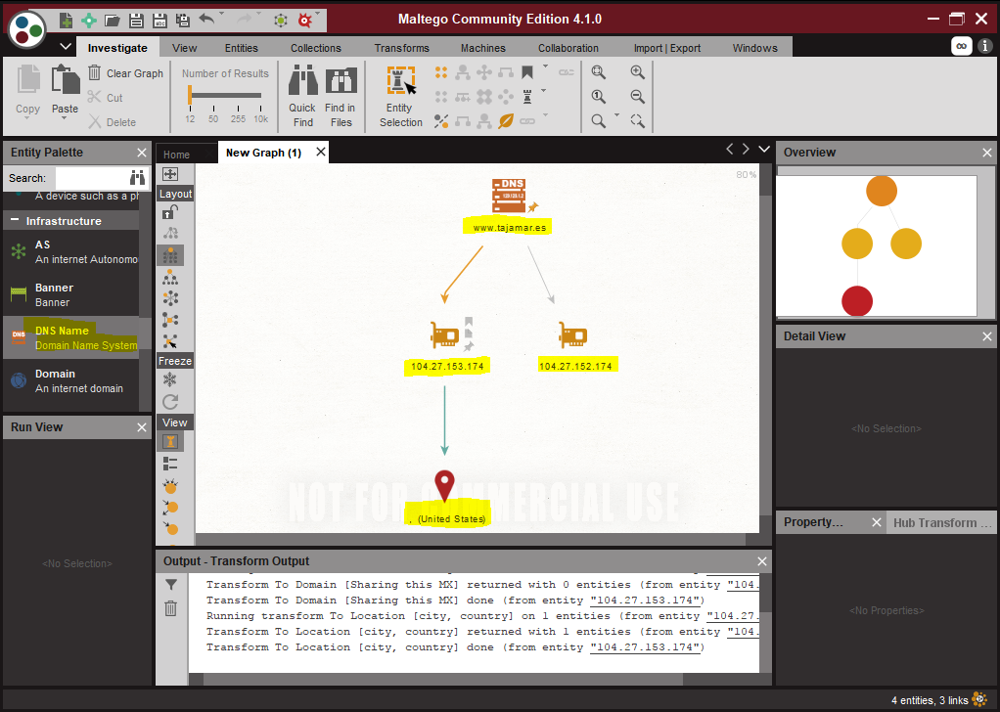 Maltego Community Edition 4.1.0
Investigate
View
Entities
Collections
Transforms
Machines
Collaboration
Import | Export
Windows
Copy
Paste
Clear Graph
Cut
Delete
Number of Results
12 50 255 10k
Quick
Find
Find in
Files
Entity
Selection
Entity Palette
Search:
A device such as a ph
Infrastructure
AS
An internet Autonomo
Banner
Banner
DNS
DNS Name
Domain Name System
Domain
An internet domain
Run View
<No Selection>
Home
New Graph (1)
Layout
Freeze
View
80%
DNS
www.tajamar.es
104.27.153.174
104.27.152.174
NOT FOR COMMERCIAL USE
, (United States)
Output - Transform Output
Transform To Domain [Sharing this MX] returned with 0 entities (from entity "104.
Transform To Domain [Sharing this MX] done (from entity "104.27.153.174")
Running transform To Location [city, country] on 1 entities (from entity "104.27.
Transform To Location [city, country] returned with 1 entities (from entity "104.
Transform To Location [city, country] done (from entity "104.27.153.174")
Overview
Detail View
<No Selection>
Property...
Hub Transform ...
<No Properties>
4 entities, 3 links